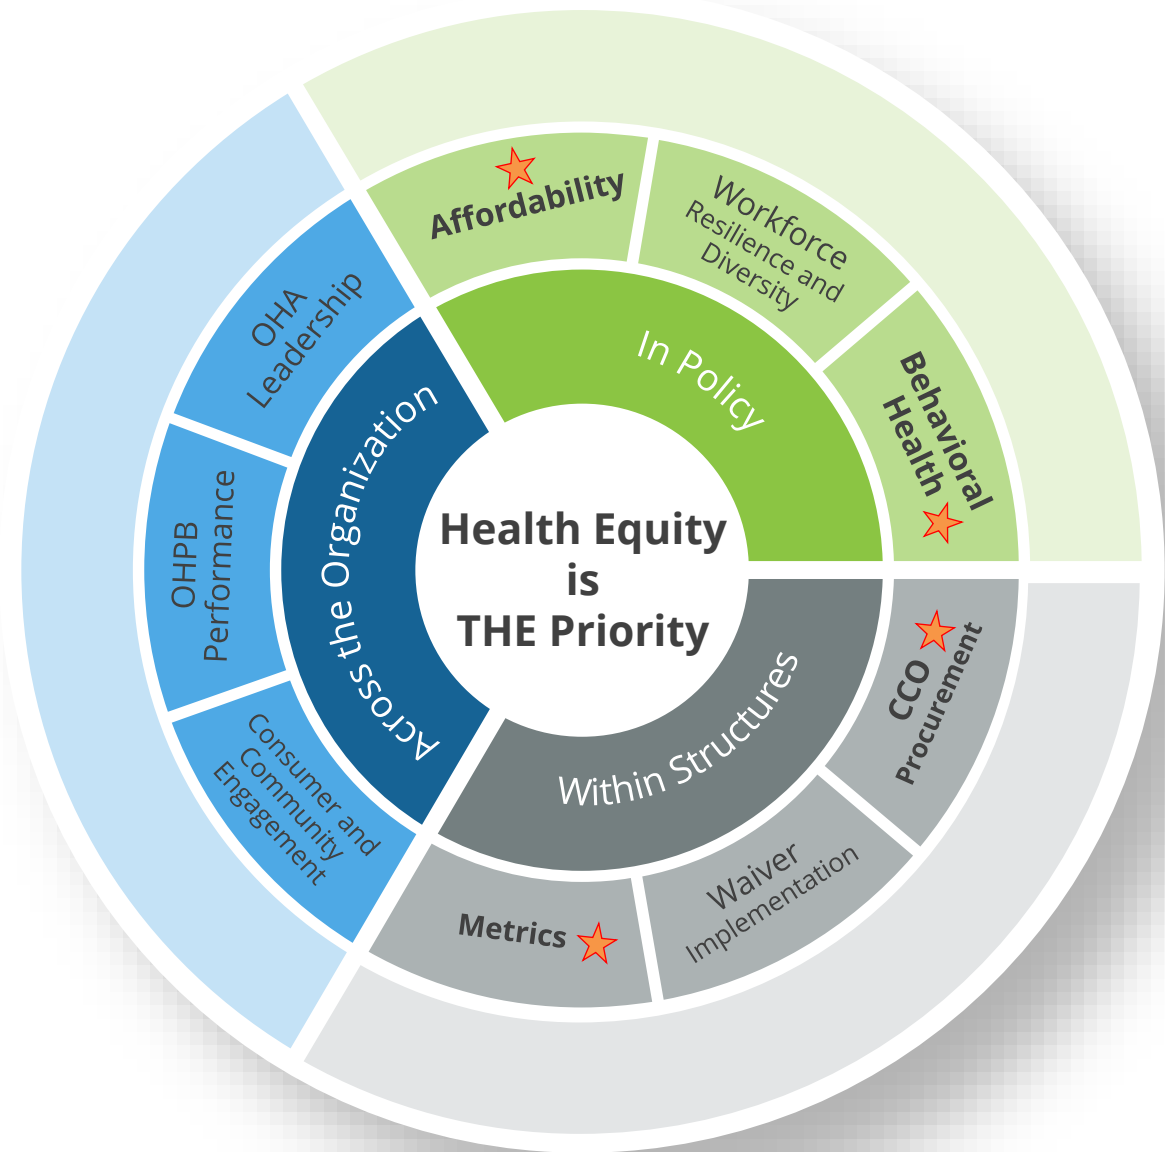 Health Equity
is
THE Priority
In Policy
Affordability
Workforce
Resilience and
Diversity
Behavioral
Health
Within Structures
CCO
Procurement
Waiver
Implementation
Metrics
Across the Organization
Consumer and
Community
Engagement
OHPB
Performance
OHA
Leadership